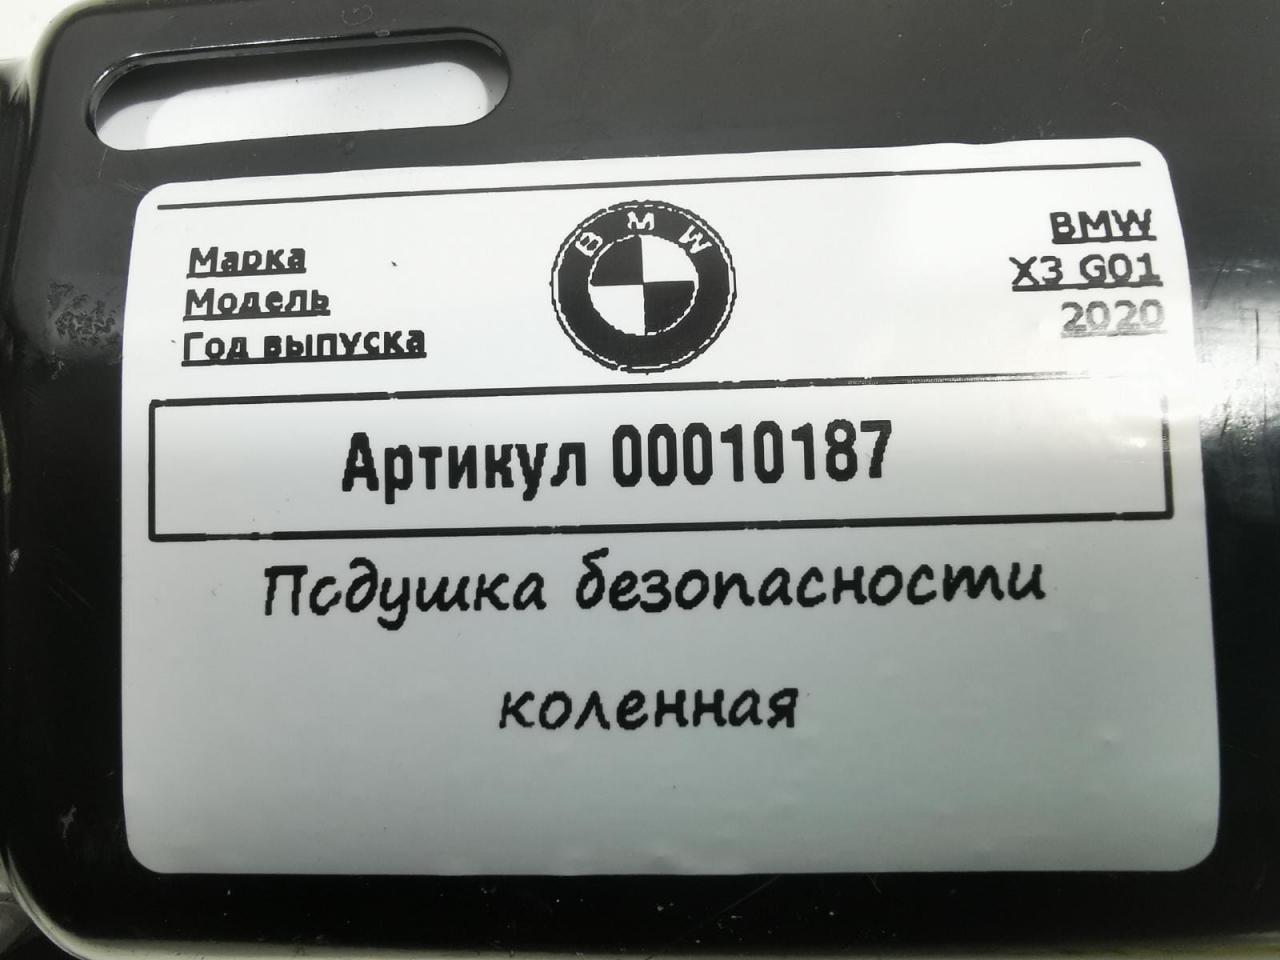 Марка BMW
Модель X3 G01
Год выпуска 2020
BMW
Артикул 00010187
Подушка безопасности
коленная